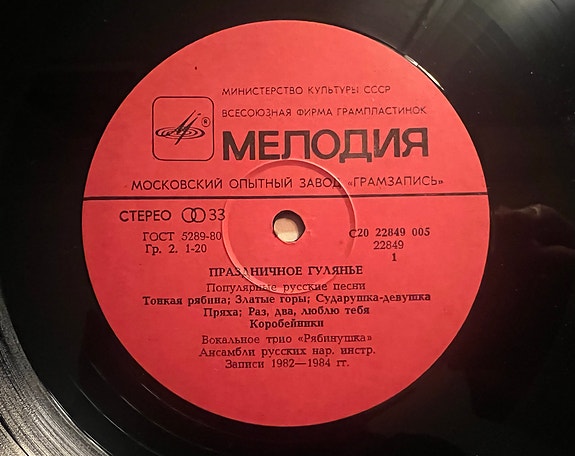 МИНИСТЕРСТВО КУЛЬТУРЫ СССР
ВСЕСОЮЗНАЯ ФИРМА ГРАМПЛАСТИНОК
®
МЕЛОДИЯ
МОСКОВСКИЙ ОПЫТНЫЙ ЗАВОД «ГРАМЗАПИСЬ»
СТЕРЕО 33
ГОСТ 5289-80 С20 22849 005
Гр. 2. 1-20 22849
1
ПРАЗДНИЧНОЕ ГУЛЯНЬЕ
Популярные русские песни
Тонкая рябина; Златые горы; Сударушка-девушка
Пряха; Раз, два, люблю тебя
Коробейники
Вокальное трио «Рябинушка»
Ансамбли русских нар. инстр.
Записи 1982—1984 гг.